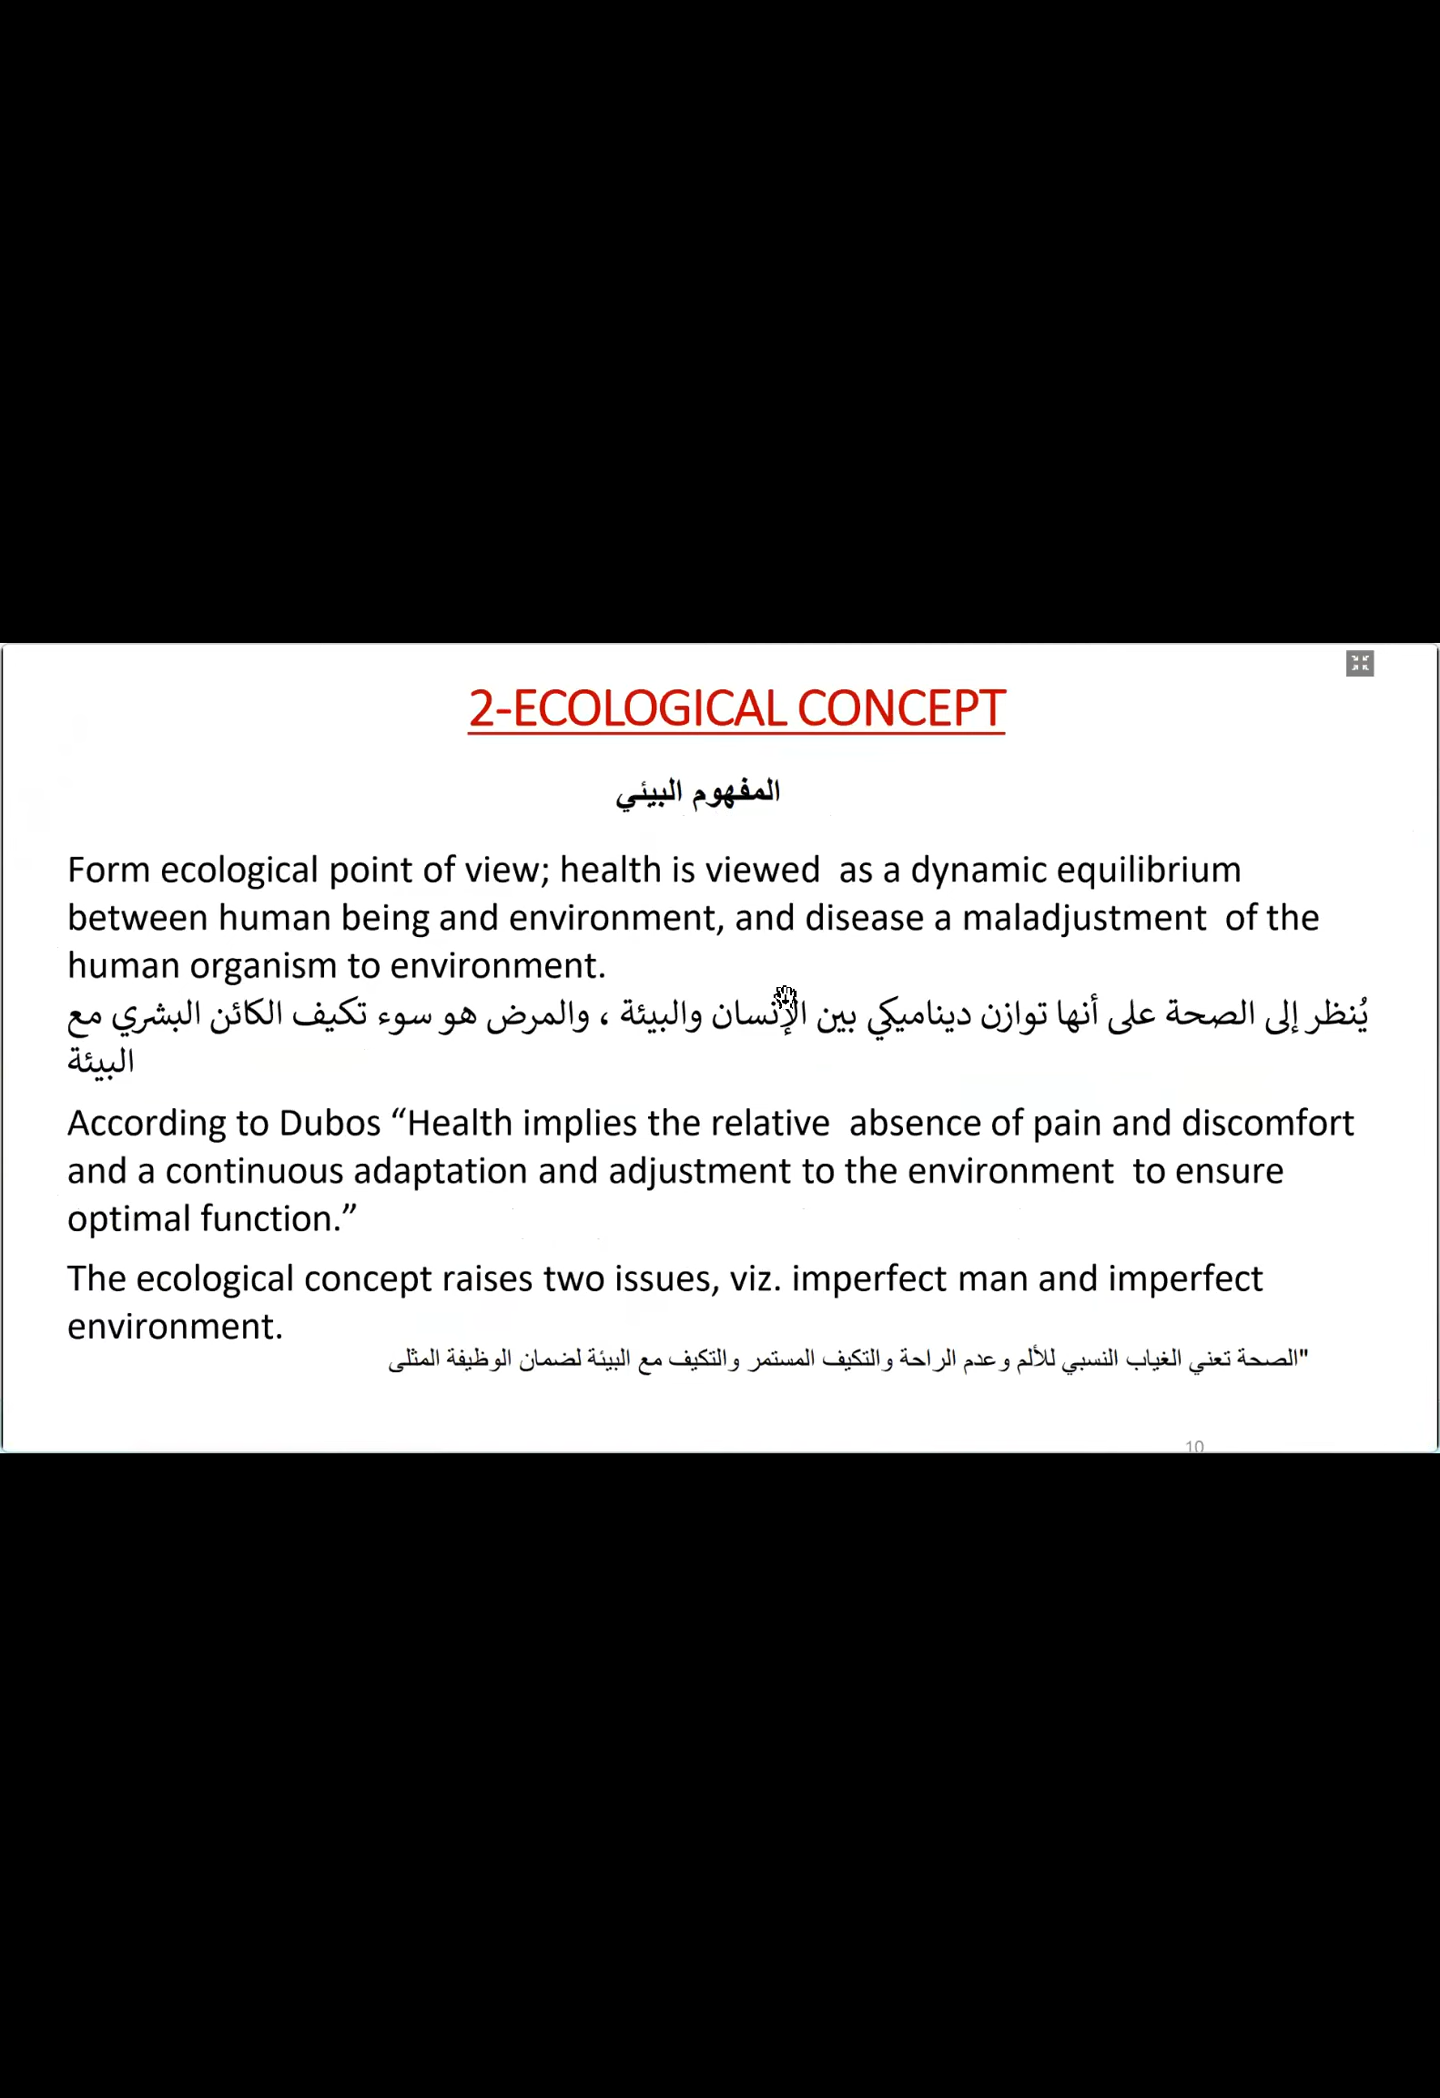 2-ECOLOGICAL CONCEPT
المفهوم البيئي
Form ecological point of view; health is viewed as a dynamic equilibrium
between human being and environment, and disease a maladjustment of the
human organism to environment.
يُنظر إلى الصحة على أنها توازن ديناميكي بين الإنسان والبيئة ، والمرض هو سوء تكيف الكائن البشري مع
البيئة
According to Dubos “Health implies the relative absence of pain and discomfort
and a continuous adaptation and adjustment to the environment to ensure
optimal function.”
The ecological concept raises two issues, viz. imperfect man and imperfect
environment.
"الصحة تعني الغياب النسبي للألم وعدم الراحة والتكيف المستمر والتكيف مع البيئة لضمان الوظيفة المثلى
10